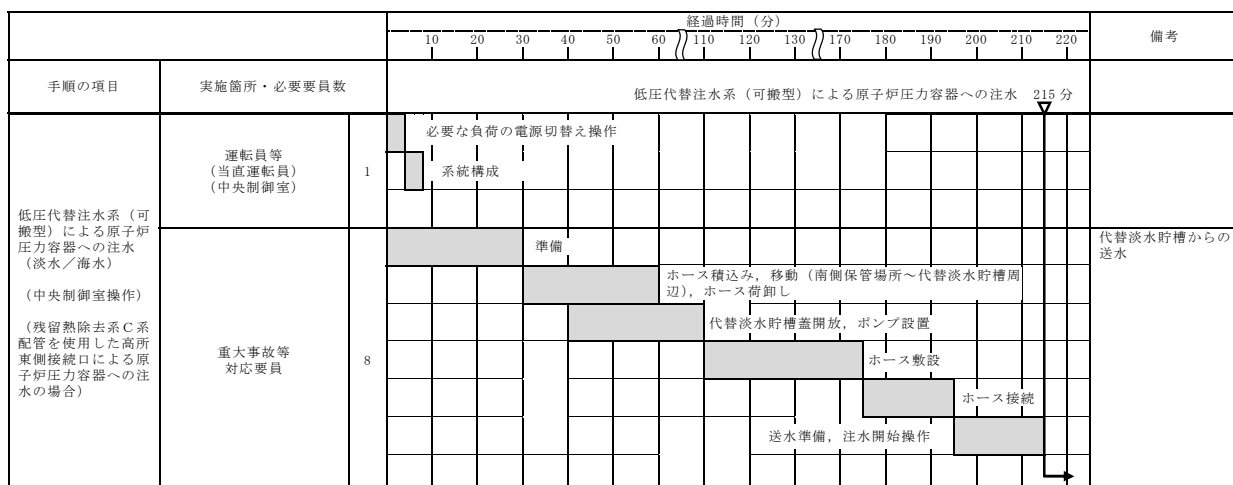 経過時間（分）
備考
10 20 30 40 50 60 110 120 130 170 180 190 200 210 220
手順の項目
実施箇所・必要要員数
低圧代替注水系（可搬型）による原子炉圧力容器への注水 215分
低圧代替注水系（可
搬型）による原子炉
圧力容器への注水
（淡水／海水）
（中央制御室操作）
（残留熱除去系Ｃ系
配管を使用した高所
東側接続口による原
子炉圧力容器への注
水の場合）
運転員等
（当直運転員）
（中央制御室）
1
必要な負荷の電源切替え操作
系統構成
重大事故等
対応要員
8
準備
ホース積込み，移動（南側保管場所～代替淡水貯槽周
辺），ホース荷卸し
代替淡水貯槽蓋開放，ポンプ設置
ホース敷設
ホース接続
送水準備，注水開始操作
代替淡水貯槽からの
送水